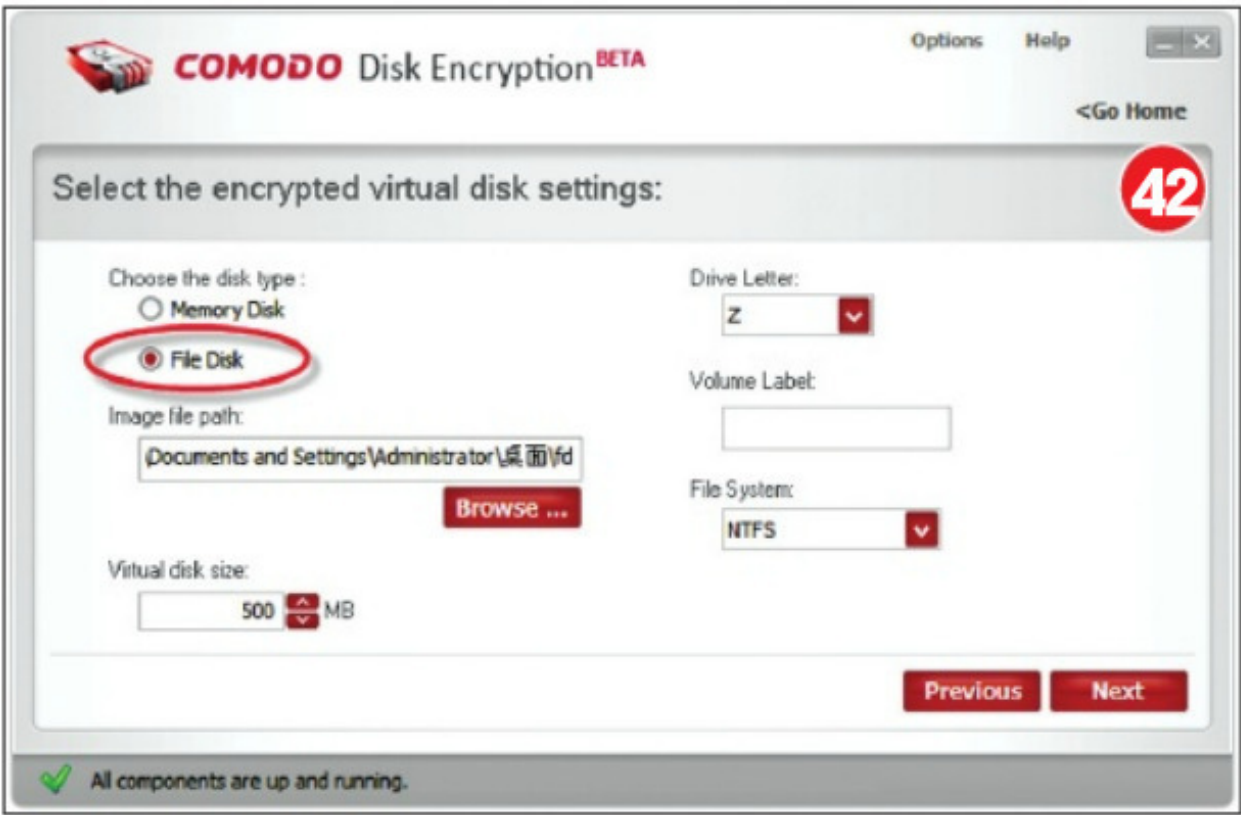 Options Help
COMODO Disk Encryption BETA
<Go Home
Select the encrypted virtual disk settings:
42
Choose the disk type :
Memory Disk
File Disk
Image file path:
\Documents and Settings\Administrator\桌面\fd
Browse ...
Virtual disk size:
500 MB
Drive Letter:
Z
Volume Label:
File System:
NTFS
Previous Next
All components are up and running.